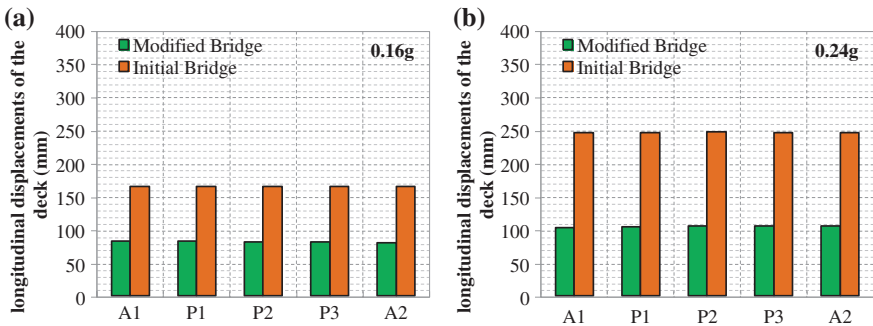 (a)
longitudinal displacements of the
deck (mm)
400
350
300
250
200
150
100
50
0
Modified Bridge
Initial Bridge
0.16g
A1 P1 P2 P3 A2
(b)
longitudinal displacements of the
deck (mm)
400
350
300
250
200
150
100
50
0
Modified Bridge
Initial Bridge
0.24g
A1 P1 P2 P3 A2